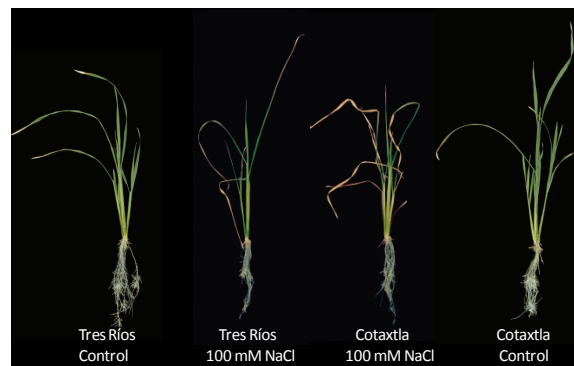 Tres Ríos
Control
Tres Ríos
100 mM NaCl
Cotaxtla
100 mM NaCl
Cotaxtla
Control